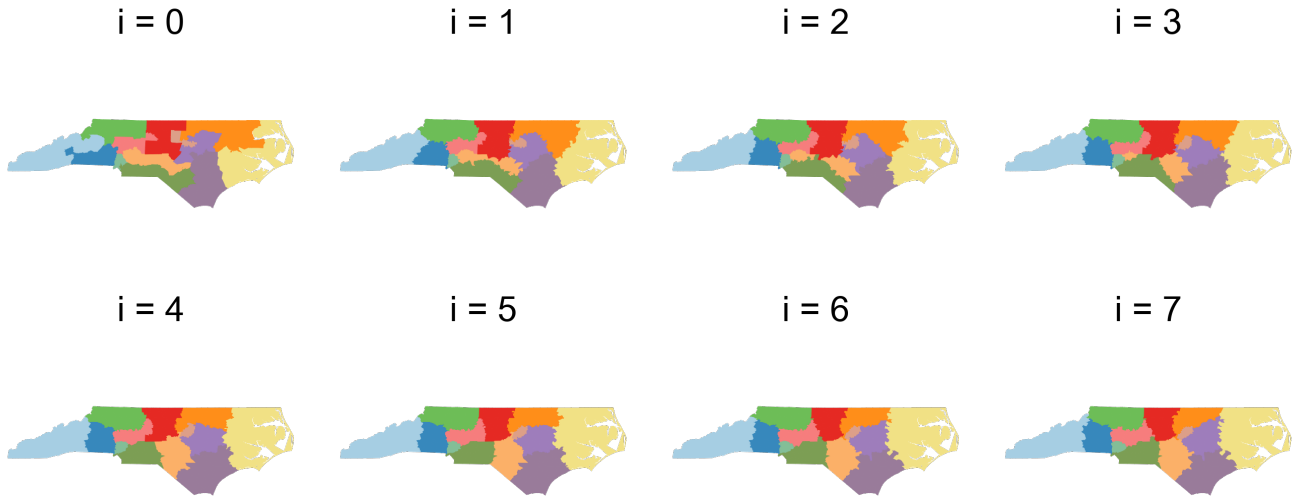 i = 0
i = 1
i = 2
i = 3
i = 4
i = 5
i = 6
i = 7